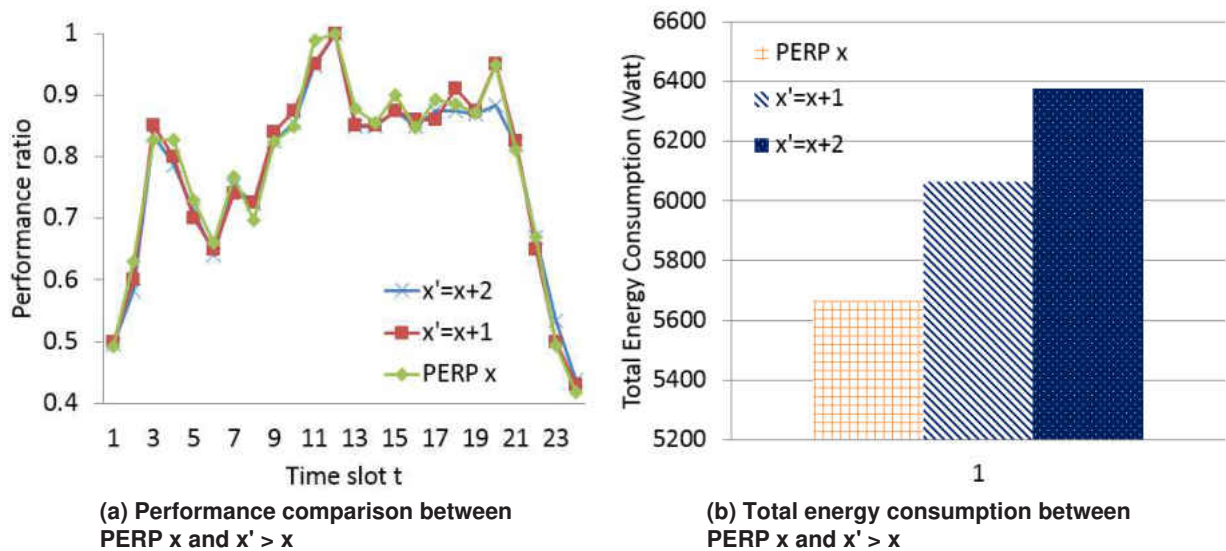 1
0.9
0.8
0.7
0.6
0.5
0.4
Performance ratio
x'=x+2
x'=x+1
PERP x
1 3 5 7 9 11 13 15 17 19 21 23
Time slot t
(a) Performance comparison between
PERP x and x' > x
6600
6400
6200
6000
5800
5600
5400
5200
Total Energy Consumption (Watt)
PERP x
x'=x+1
x'=x+2
1
(b) Total energy consumption between
PERP x and x' > x